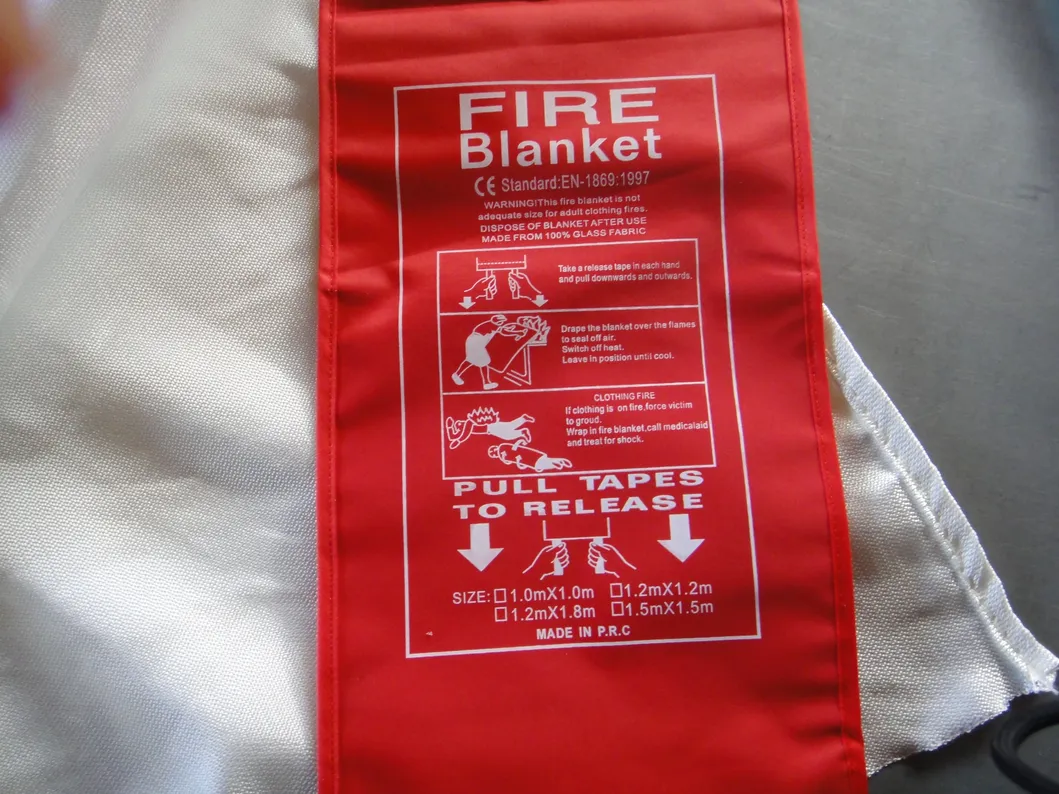 FIRE
Blanket
CE Standard:EN-1869:1997
WARNING!This fire blanket is not
adequate size for adult clothing fires.
DISPOSE OF BLANKET AFTER USE
MADE FROM 100% GLASS FABRIC
Take a release tape in each hand
and pull downwards and outwards.
Drape the blanket over the flames
to seal off air.
Switch off heat.
Leave in position until cool.
CLOTHING FIRE
If clothing is on fire,force victim
to groud.
Wrap in fire blanket,call medicalaid
and treat for shock.
PULL TAPES
TO RELEASE
SIZE: 1.0mX1.0m 1.2mX1.2m
1.2mX1.8m 1.5mX1.5m
MADE IN P.R.C